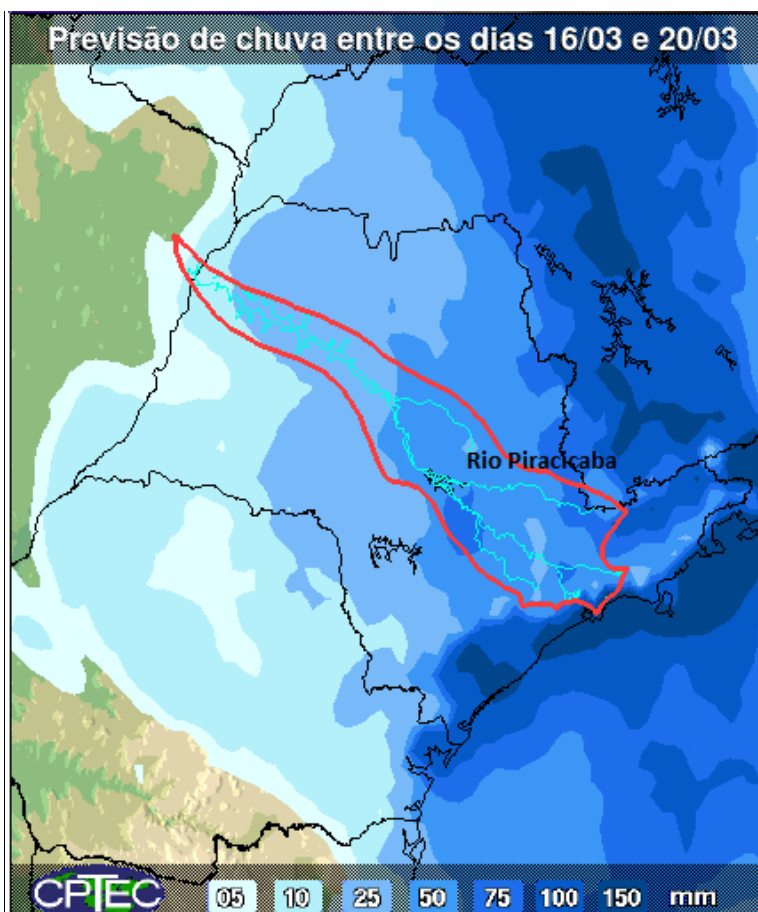 Previsão de chuva entre os dias 16/03 e 20/03
Rio Piracicaba
CPTEC 05 10 25 50 75 100 150 mm